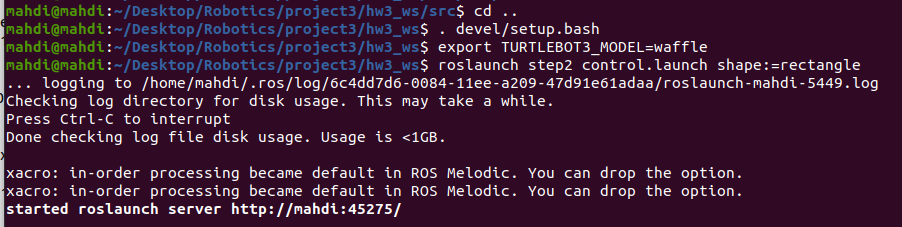 mahdi@mahdi:~/Desktop/Robotics/project3/hw3_ws/src$ cd ..
mahdi@mahdi:~/Desktop/Robotics/project3/hw3_ws$ . devel/setup.bash
mahdi@mahdi:~/Desktop/Robotics/project3/hw3_ws$ export TURTLEBOT3_MODEL=waffle
mahdi@mahdi:~/Desktop/Robotics/project3/hw3_ws$ roslaunch step2 control.launch shape:=rectangle
... logging to /home/mahdi/.ros/log/6c4dd7d6-0084-11ee-a209-47d91e61adaa/roslaunch-mahdi-5449.log
Checking log directory for disk usage. This may take a while.
Press Ctrl-C to interrupt
Done checking log file disk usage. Usage is <1GB.
xacro: in-order processing became default in ROS Melodic. You can drop the option.
xacro: in-order processing became default in ROS Melodic. You can drop the option.
started roslaunch server http://mahdi:45275/